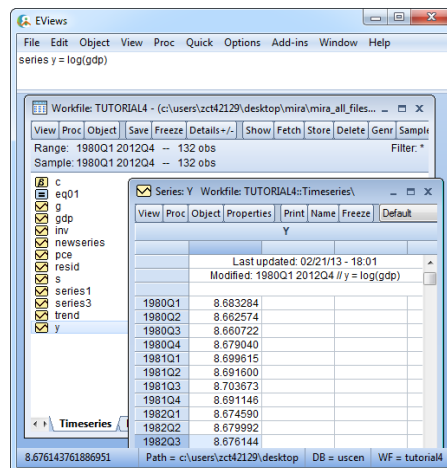 EViews
File Edit Object View Proc Quick Options Add-ins Window Help
series y = log(gdp)
Workfile: TUTORIAL4 - (c:\users\zct42129\desktop\mira\mira_all_files...
View Proc Object Save Freeze Details+/- Show Fetch Store Delete Genr Sample
Range: 1980Q1 2012Q4 -- 132 obs Filter: *
Sample: 1980Q1 2012Q4 -- 132 obs
c
eq01
g
gdp
inv
newseries
pce
resid
s
series1
series3
trend
y
Timeseries
Series: Y Workfile: TUTORIAL4::Timeseries\
View Proc Object Properties Print Name Freeze Default
Y
Last updated: 02/21/13 - 18:01
Modified: 1980Q1 2012Q4 // y = log(gdp)
1980Q1 8.683284
1980Q2 8.662574
1980Q3 8.660722
1980Q4 8.679040
1981Q1 8.699615
1981Q2 8.691600
1981Q3 8.703673
1981Q4 8.691146
1982Q1 8.674590
1982Q2 8.679992
1982Q3 8.676144
8.676143761886951 Path = c:\users\zct42129\desktop DB = uscen WF = tutorial4